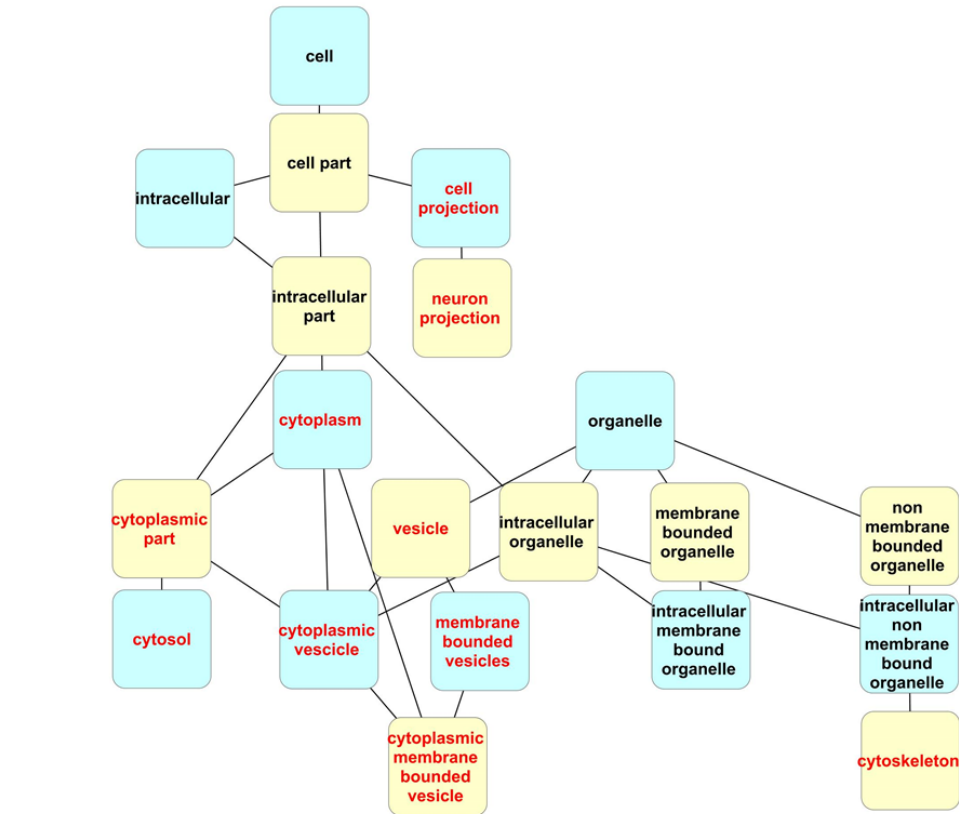 cell
cell part
intracellular
cell
projection
intracellular
part
neuron
projection
cytoplasm
organelle
cytoplasmic
part
vesicle
intracellular
organelle
membrane
bounded
organelle
non
membrane
bounded
organelle
cytosol
cytoplasmic
vescicle
membrane
bounded
vesicles
intracellular
membrane
bound
organelle
intracellular
non
membrane
bound
organelle
cytoplasmic
membrane
bounded
vesicle
cytoskeleton